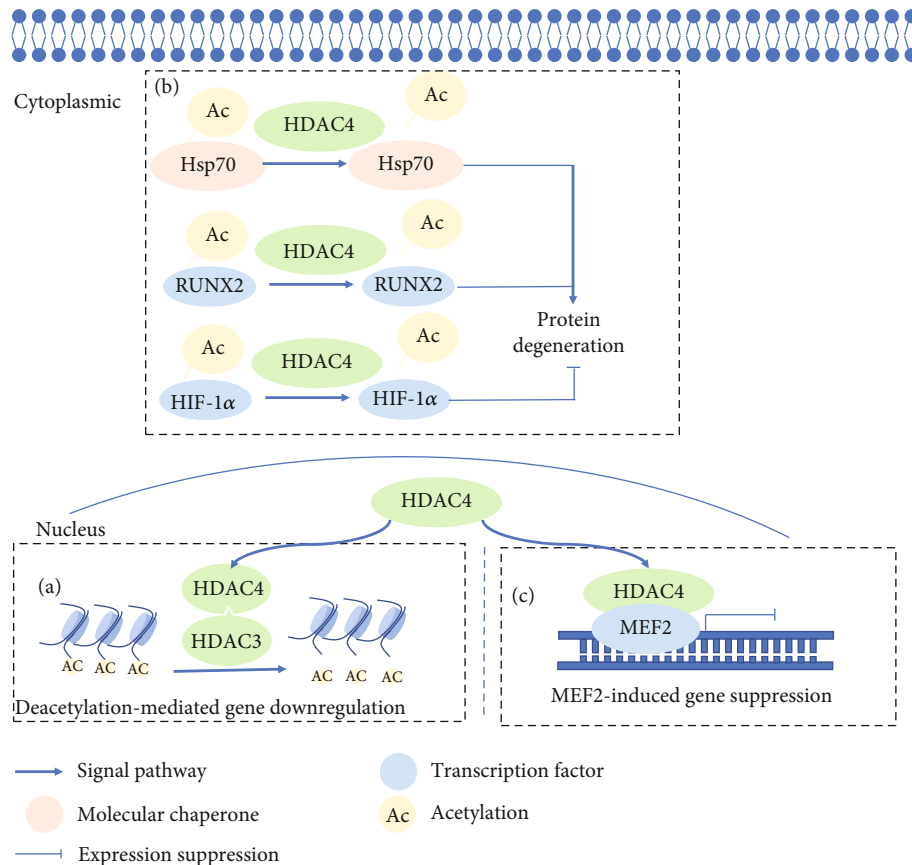 Cytoplasmic
(b)
Ac
HDAC4
Ac
Hsp70
Hsp70
Ac
HDAC4
Ac
RUNX2
RUNX2
Protein
degeneration
Ac
HDAC4
Ac
HIF-1α
HIF-1α
HDAC4
Nucleus
(a)
HDAC4
HDAC3
AC AC AC
AC AC AC
Deacetylation-mediated gene downregulation
(c)
HDAC4
MEF2
MEF2-induced gene suppression
Signal pathway
Transcription factor
Molecular chaperone
Ac Acetylation
Expression suppression